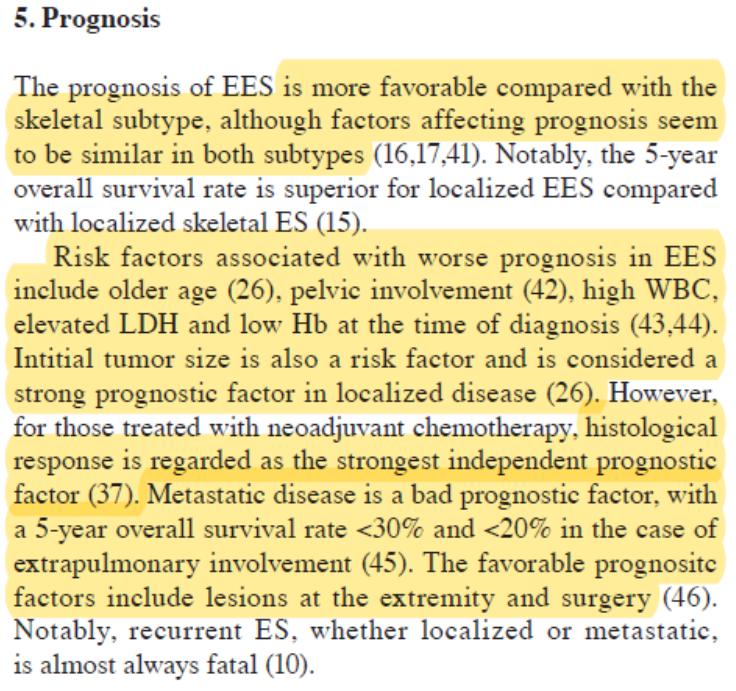 5. Prognosis
The prognosis of EES is more favorable compared with the
skeletal subtype, although factors affecting prognosis seem
to be similar in both subtypes (16,17,41). Notably, the 5-year
overall survival rate is superior for localized EES compared
with localized skeletal ES (15).
Risk factors associated with worse prognosis in EES
include older age (26), pelvic involvement (42), high WBC,
elevated LDH and low Hb at the time of diagnosis (43,44).
Intitial tumor size is also a risk factor and is considered a
strong prognostic factor in localized disease (26). However,
for those treated with neoadjuvant chemotherapy, histological
response is regarded as the strongest independent prognostic
factor (37). Metastatic disease is a bad prognostic factor, with
a 5-year overall survival rate <30% and <20% in the case of
extrapulmonary involvement (45). The favorable prognositc
factors include lesions at the extremity and surgery (46).
Notably, recurrent ES, whether localized or metastatic,
is almost always fatal (10).